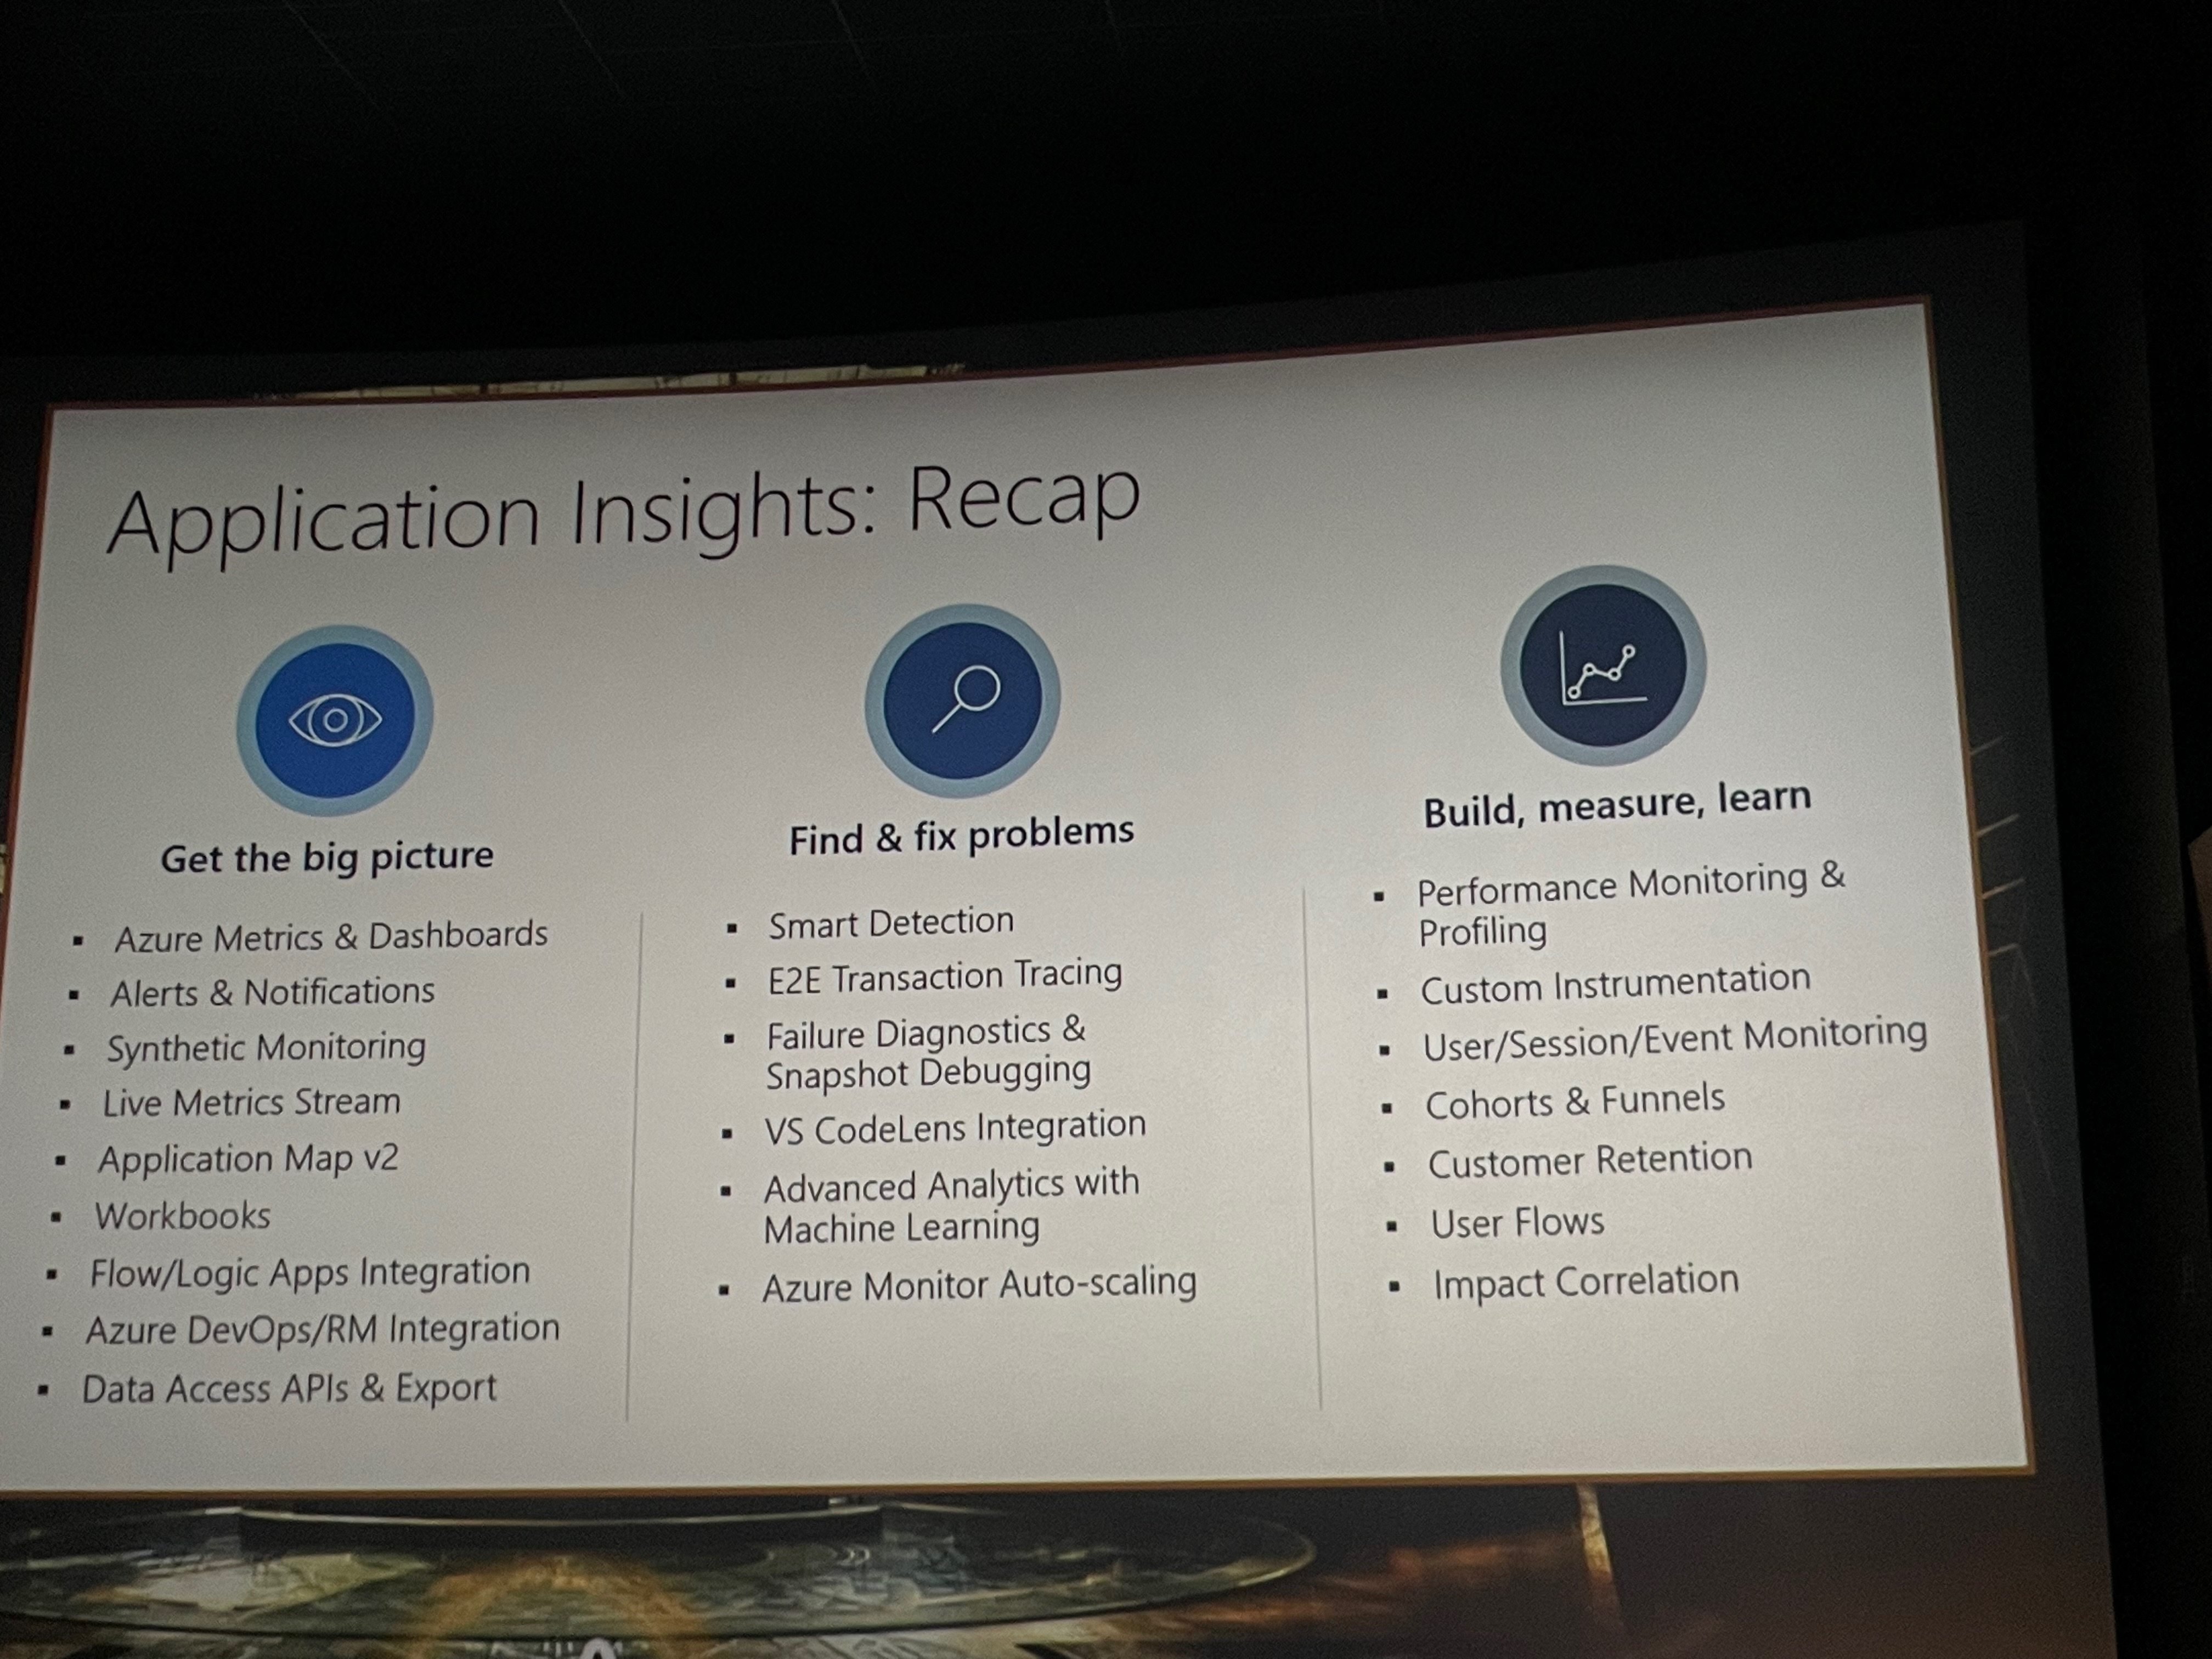 Application Insights: Recap
Get the big picture
▪ Azure Metrics & Dashboards
▪ Alerts & Notifications
▪ Synthetic Monitoring
▪ Live Metrics Stream
▪ Application Map v2
▪ Workbooks
▪ Flow/Logic Apps Integration
▪ Azure DevOps/RM Integration
▪ Data Access APIs & Export
Find & fix problems
▪ Smart Detection
▪ E2E Transaction Tracing
▪ Failure Diagnostics &
Snapshot Debugging
▪ VS CodeLens Integration
▪ Advanced Analytics with
Machine Learning
▪ Azure Monitor Auto-scaling
Build, measure, learn
▪ Performance Monitoring &
Profiling
▪ Custom Instrumentation
▪ User/Session/Event Monitoring
▪ Cohorts & Funnels
▪ Customer Retention
▪ User Flows
▪ Impact Correlation